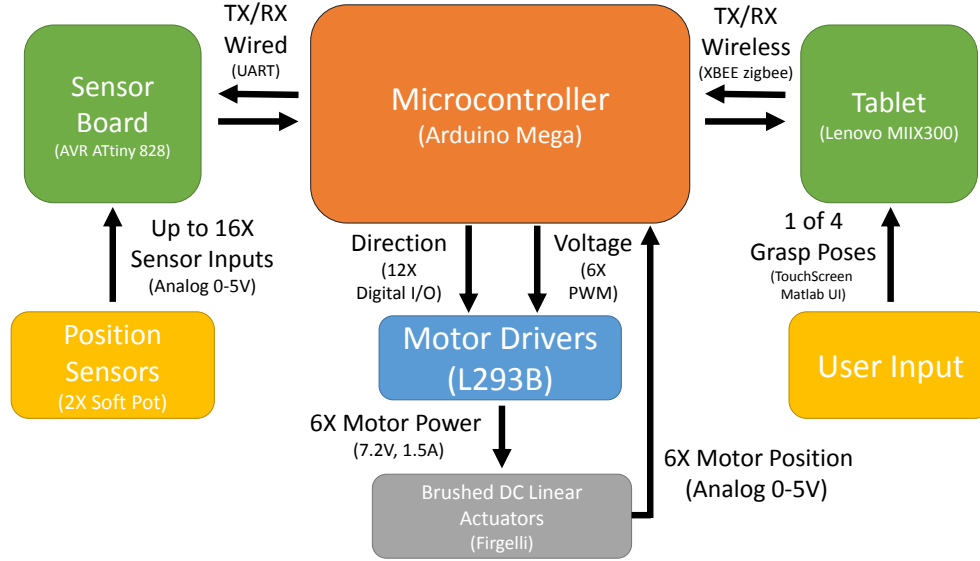 TX/RX
Wired
(UART)
TX/RX
Wireless
(XBEE zigbee)
Sensor
Board
(AVR ATtiny 828)
Microcontroller
(Arduino Mega)
Tablet
(Lenovo MIIX300)
Up to 16X
Sensor Inputs
(Analog 0-5V)
Direction
(12X
Digital I/O)
Voltage
(6X
PWM)
1 of 4
Grasp Poses
(TouchScreen
Matlab UI)
Position
Sensors
(2X Soft Pot)
Motor Drivers
(L293B)
User Input
6X Motor Power
(7.2V, 1.5A)
6X Motor Position
(Analog 0-5V)
Brushed DC Linear
Actuators
(Firgelli)